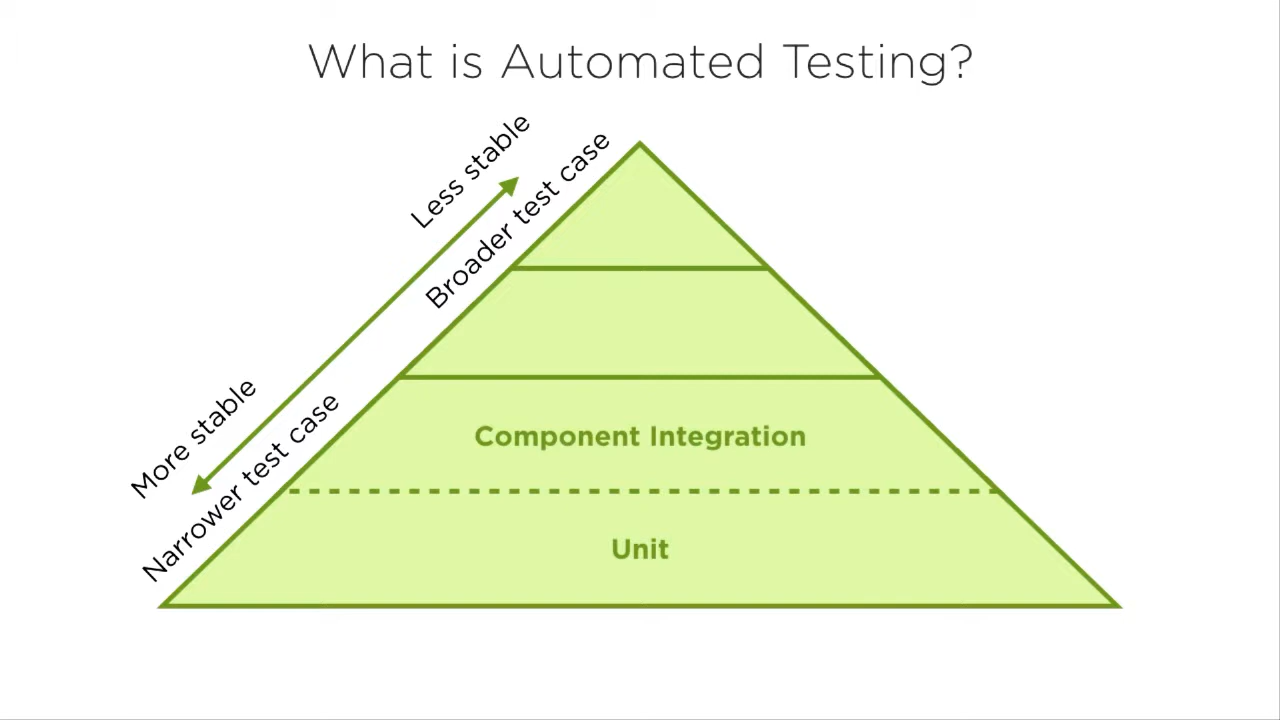 What is Automated Testing?
Less stable
Broader test case
More stable
Narrower test case
Component Integration
Unit